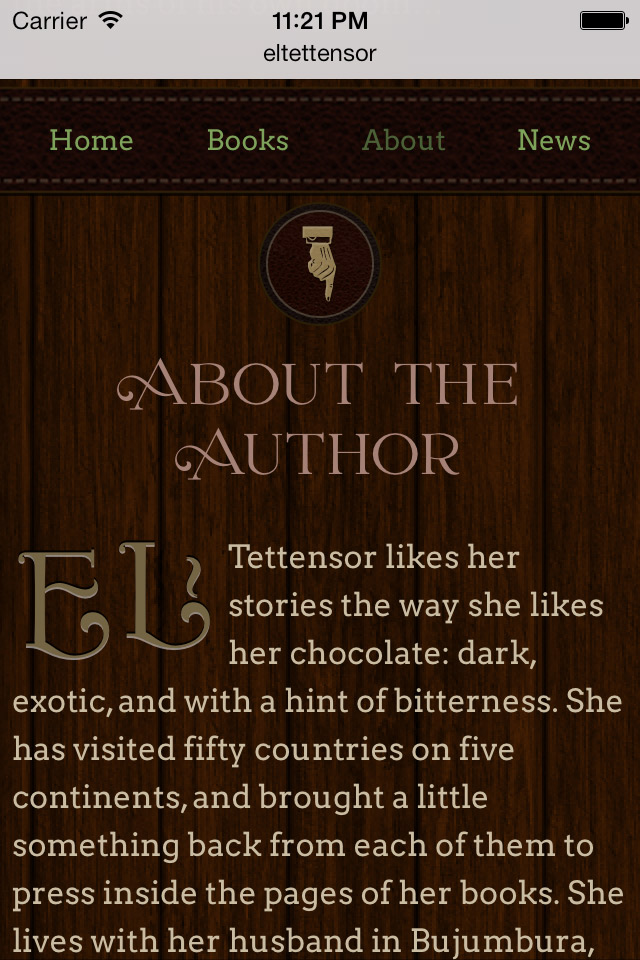 Carrier 11:21 PM
eltettensor
Home Books About News
About the
Author
EL Tettensor likes her
stories the way she likes
her chocolate: dark,
exotic, and with a hint of bitterness. She
has visited fifty countries on five
continents, and brought a little
something back from each of them to
press inside the pages of her books. She
lives with her husband in Bujumbura,